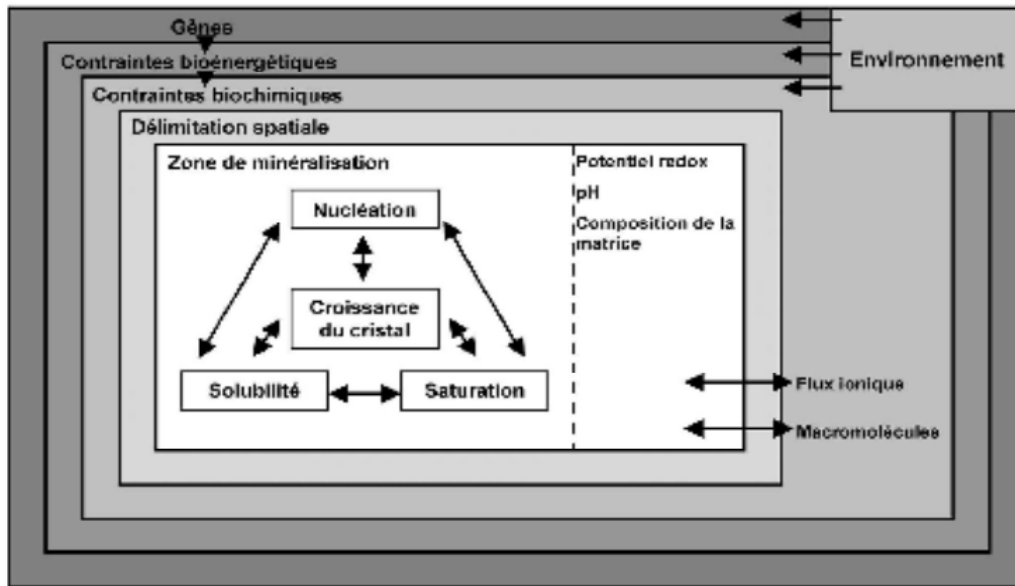 Gènes
Environnement
Contraintes bioénergétiques
Contraintes biochimiques
Délimitation spatiale
Zone de minéralisation
Potentiel redox
pH
Composition de la
matrice
Nucléation
Croissance
du cristal
Solubilité
Saturation
Flux ionique
Macromolécules